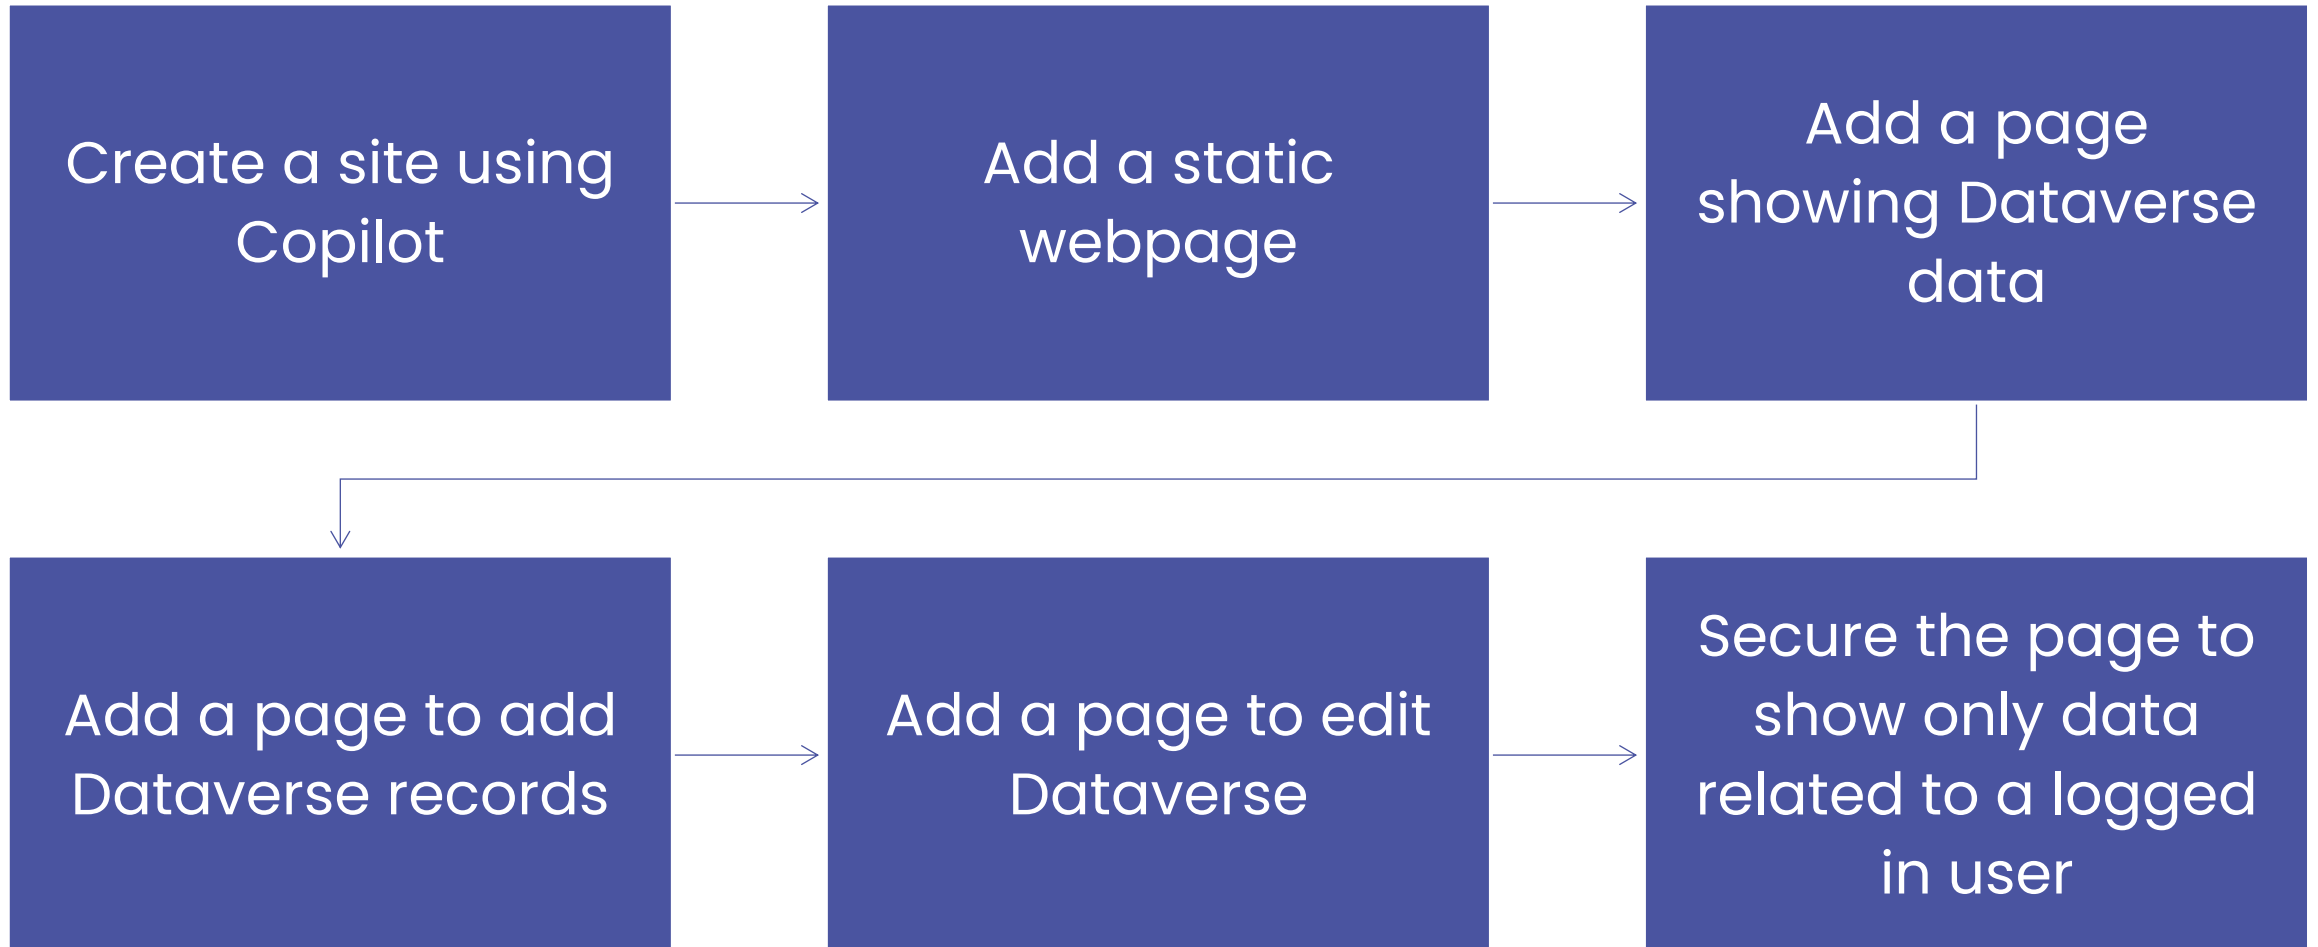 Create a site using
Copilot
Add a static
webpage
Add a page
showing Dataverse
data
Add a page to add
Dataverse records
Add a page to edit
Dataverse
Secure the page to
show only data
related to a logged
in user